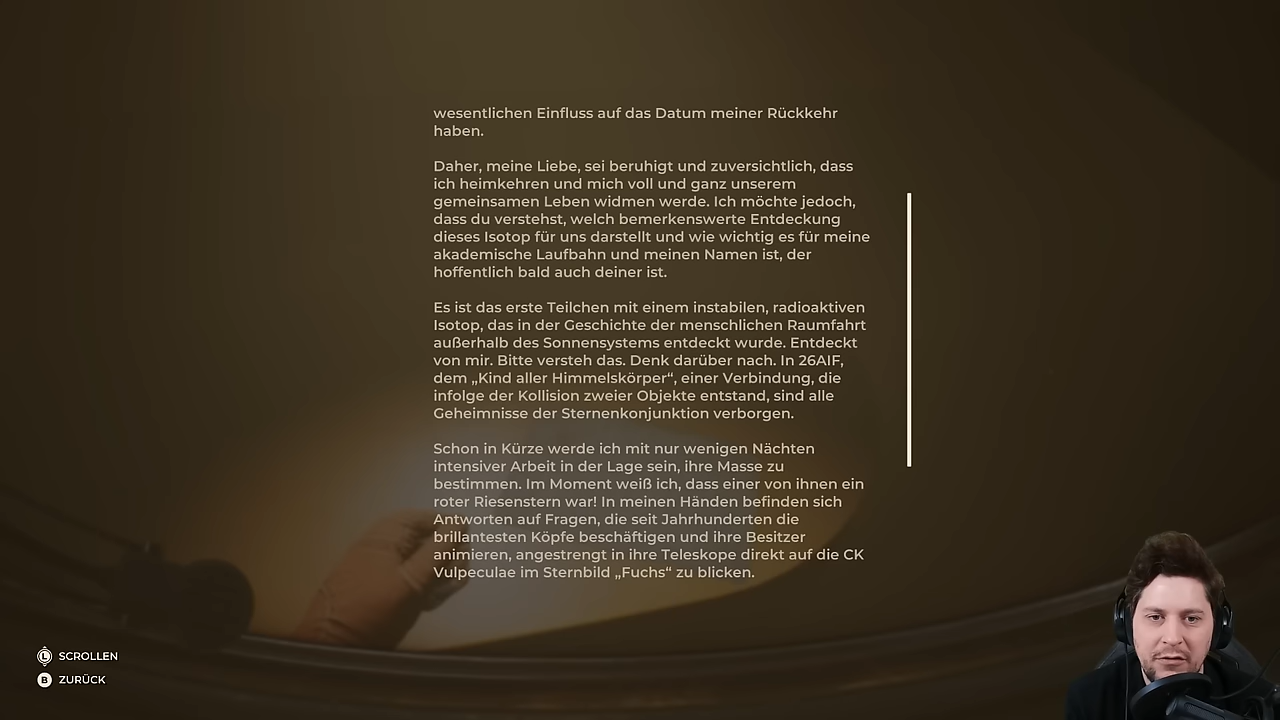 wesentlichen Einfluss auf das Datum meiner Rückkehr
haben.
Daher, meine Liebe, sei beruhigt und zuversichtlich, dass
ich heimkehren und mich voll und ganz unserem
gemeinsamen Leben widmen werde. Ich möchte jedoch,
dass du verstehst, welch bemerkenswerte Entdeckung
dieses Isotop für uns darstellt und wie wichtig es für meine
akademische Laufbahn und meinen Namen ist, der
hoffentlich bald auch deiner ist.
Es ist das erste Teilchen mit einem instabilen, radioaktiven
Isotop, das in der Geschichte der menschlichen Raumfahrt
außerhalb des Sonnensystems entdeckt wurde. Entdeckt
von mir. Bitte versteh das. Denk darüber nach. In 26AIF,
dem „Kind aller Himmelskörper“, einer Verbindung, die
infolge der Kollision zweier Objekte entstand, sind alle
Geheimnisse der Sternenkonjunktion verborgen.
Schon in Kürze werde ich mit nur wenigen Nächten
intensiver Arbeit in der Lage sein, ihre Masse zu
bestimmen. Im Moment weiß ich, dass einer von ihnen ein
roter Riesenstern war! In meinen Händen befinden sich
Antworten auf Fragen, die seit Jahrhunderten die
brillantesten Köpfe beschäftigen und ihre Besitzer
animieren, angestrengt in ihre Teleskope direkt auf die CK
Vulpeculae im Sternbild „Fuchs“ zu blicken.
L SCROLLEN
B ZURÜCK